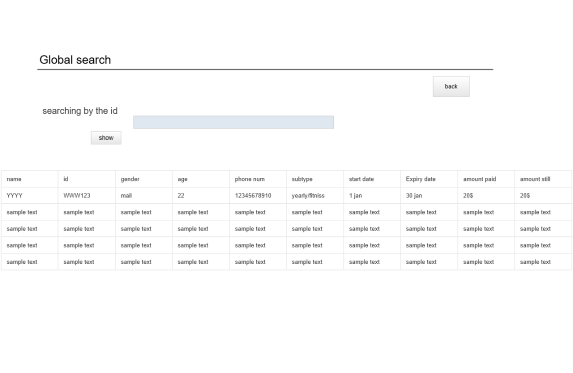 Global search
back
searching by the id
show
name id gender age phone num subtype start date Expiry date amount paid amount still
YYYY WWW123 mail 22 12345678910 yearly/fitniss 1 jan 30 jan 20$ 20$
sample text sample text sample text sample text sample text sample text sample text sample text sample text sample text
sample text sample text sample text sample text sample text sample text sample text sample text sample text sample text
sample text sample text sample text sample text sample text sample text sample text sample text sample text sample text
sample text sample text sample text sample text sample text sample text sample text sample text sample text sample text